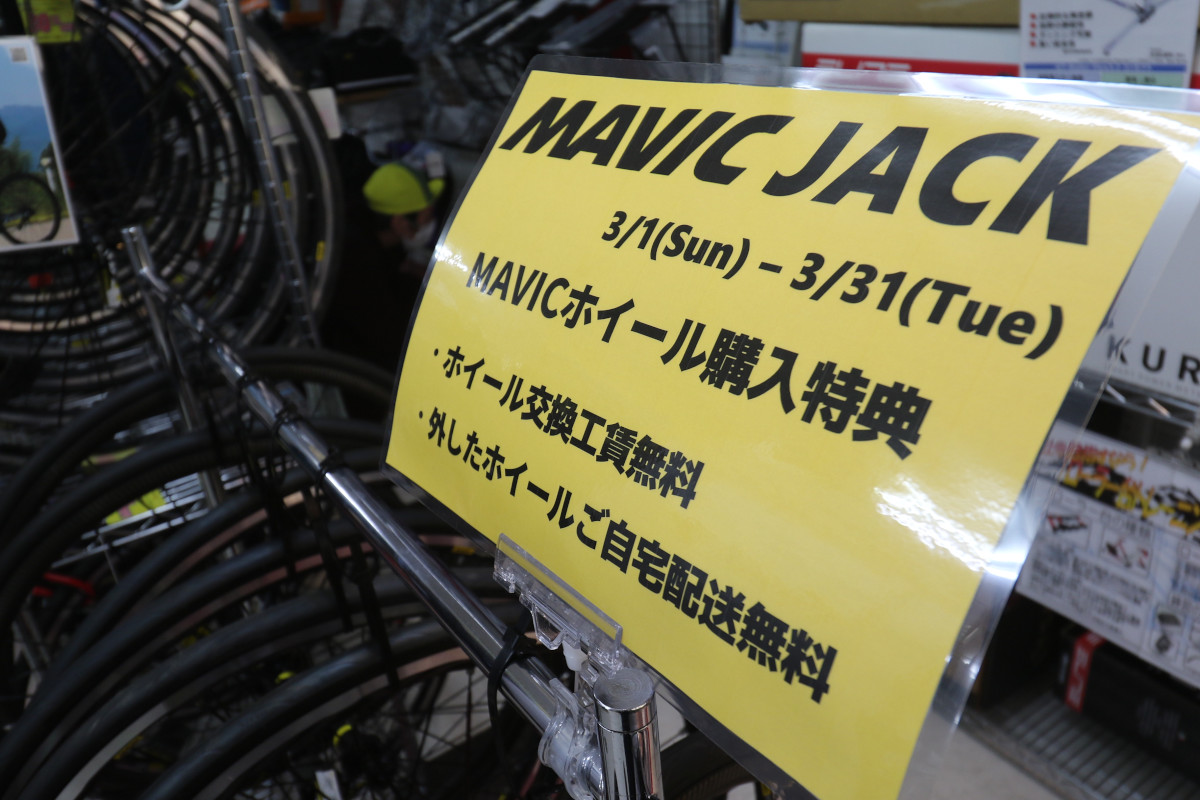 MAVIC JACK
3/1(Sun) – 3/31(Tue)
MAVICホイール購入特典
・ホイール交換工賃無料
・外したホイールご自宅配送無料
KUR